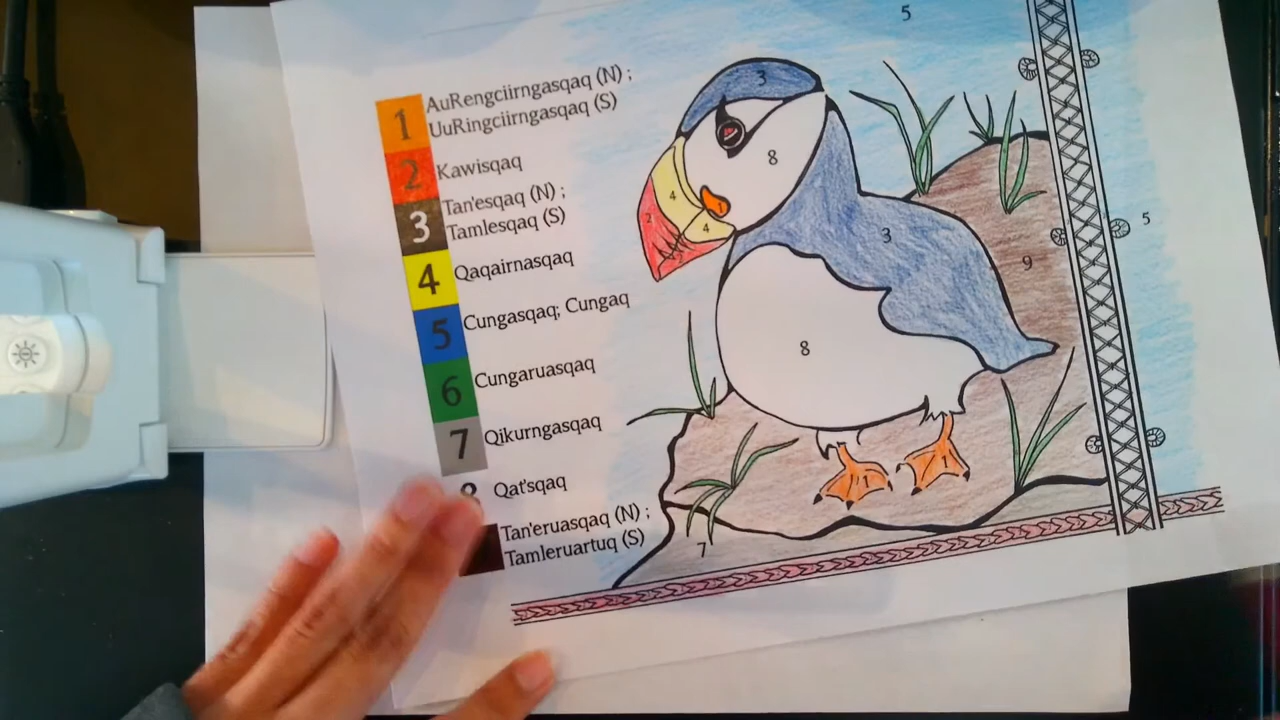 1 AuRengciirngasqaq (N) ;
UuRingciirngasqaq (S)
2 Kawisqaq
3 Tan'esqaq (N) ;
Tamlesqaq (S)
4 Qaqairnasqaq
5 Cungasqaq; Cungaq
6 Cungaruasqaq
7 Qikurngasqaq
8 Qat'sqaq
Tan'eruasqaq (N) ;
Tamleruartuq (S)
5
3
8
4
2
4
3
5
9
8
1
7